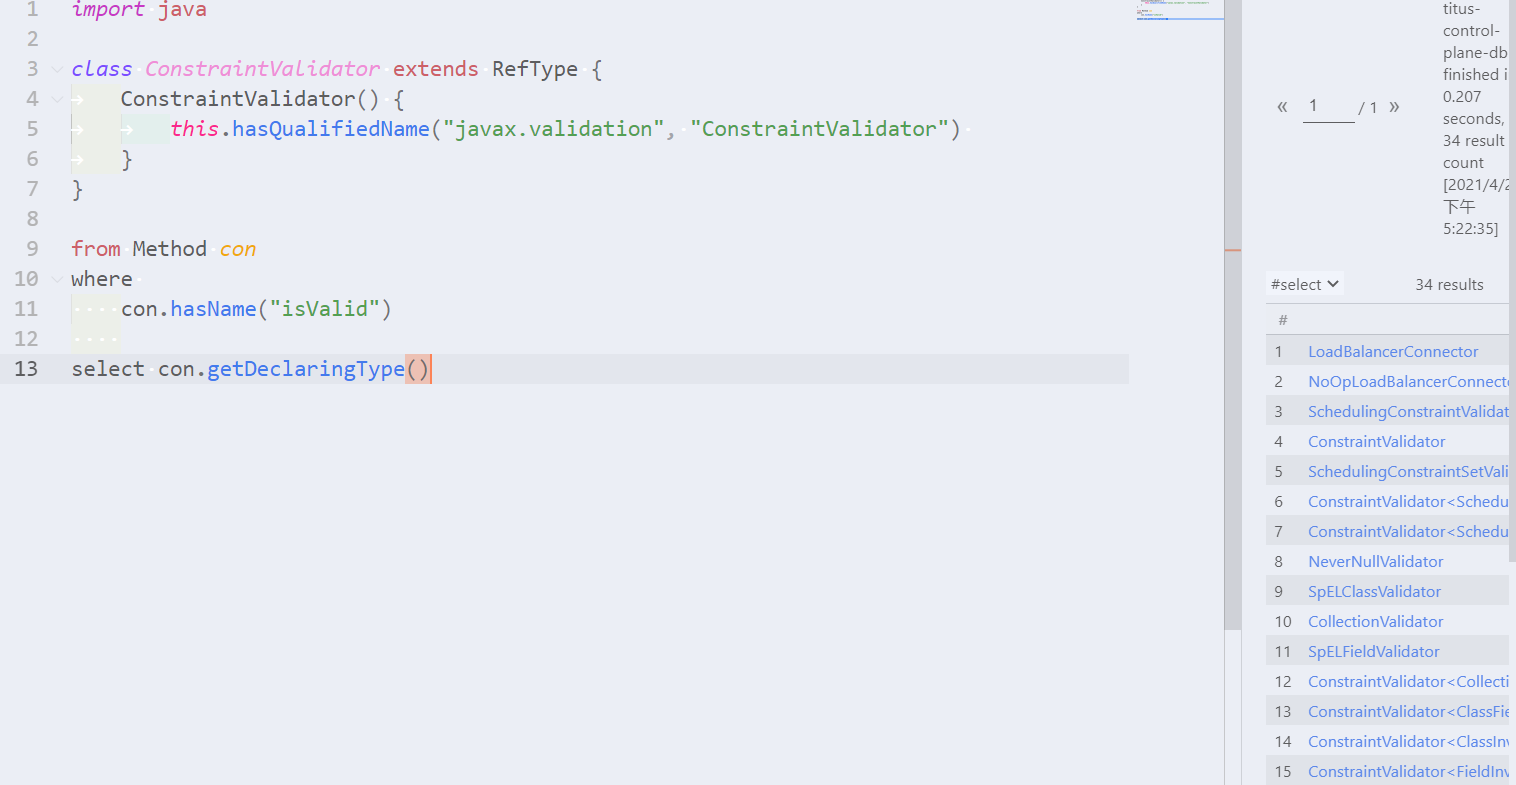 1 import java
2
3 class ConstraintValidator extends RefType {
4 ConstraintValidator() {
5 this.hasQualifiedName("javax.validation", "ConstraintValidator")
6 }
7 }
8
9 from Method con
10 where
11 con.hasName("isValid")
12
13 select con.getDeclaringType()
« 1 / 1 »
titus-
control-
plane-db
finished i
0.207
seconds,
34 result
count
[2021/4/2
下午
5:22:35]
#select 34 results
#
1 LoadBalancerConnector
2 NoOpLoadBalancerConnecto
3 SchedulingConstraintValidat
4 ConstraintValidator
5 SchedulingConstraintSetVali
6 ConstraintValidator<Schedu
7 ConstraintValidator<Schedu
8 NeverNullValidator
9 SpELClassValidator
10 CollectionValidator
11 SpELFieldValidator
12 ConstraintValidator<Collecti
13 ConstraintValidator<ClassFie
14 ConstraintValidator<ClassInv
15 ConstraintValidator<FieldInv